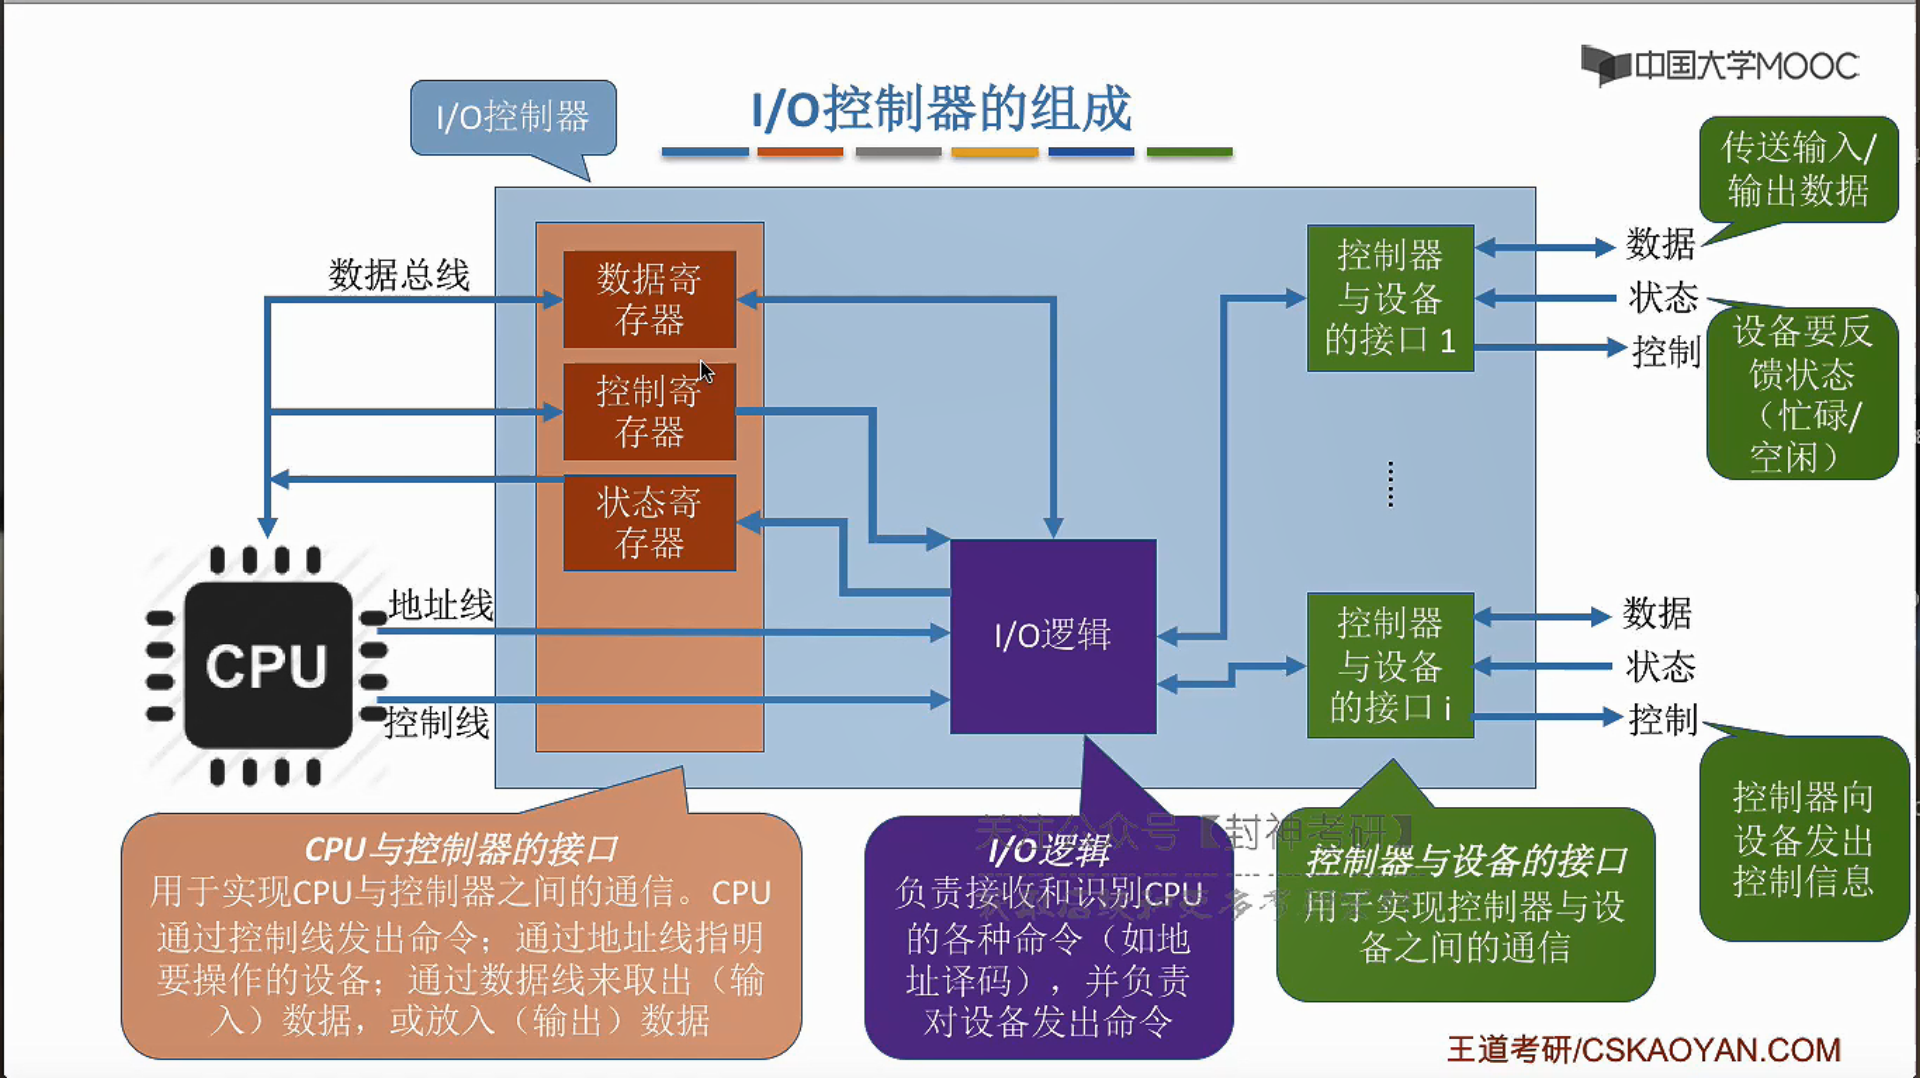 中国大学MOOC
I/O控制器
I/O控制器的组成
传送输入/
输出数据
数据总线
数据寄
存器
控制寄
存器
状态寄
存器
控制器
与设备
的接口 1
数据
状态
控制
设备要反
馈状态
（忙碌/
空闲）
......
CPU
地址线
控制线
I/O逻辑
控制器
与设备
的接口 i
数据
状态
控制
控制器向
设备发出
控制信息
CPU与控制器的接口
用于实现CPU与控制器之间的通信。CPU
通过控制线发出命令；通过地址线指明
要操作的设备；通过数据线来取出（输
入）数据，或放入（输出）数据
关注公众号【封神考研】
I/O逻辑
负责接收和识别CPU
的各种命令（如地
址译码），并负责
对设备发出命令
控制器与设备的接口
用于实现控制器与设
备之间的通信
王道考研/CSKAOYAN.COM